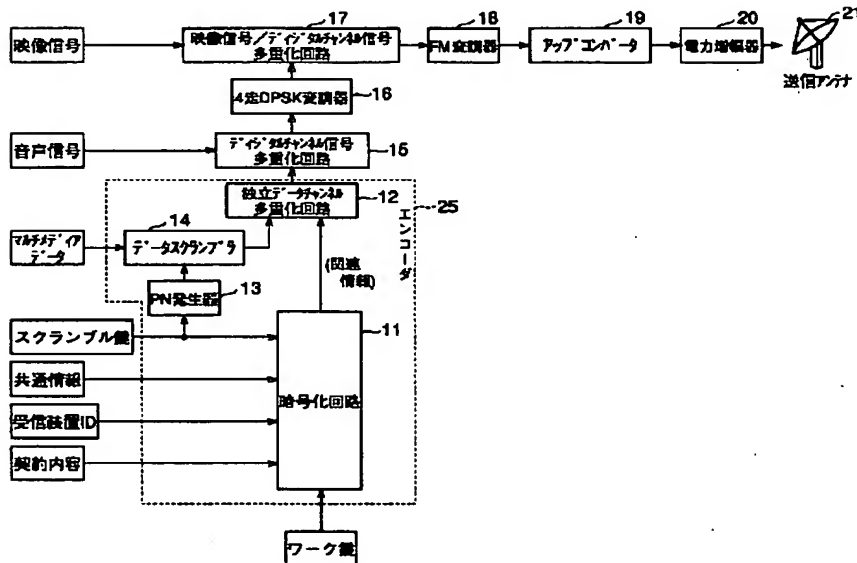 映像信号
17
映像信号/ディジタルチャンネル信号
多重化回路
18
FM変調器
19
アップコンバータ
20
電力増幅器
21
送信アンテナ
16
4相DPSK変調器
音声信号
ディジタルチャンネル信号
多重化回路
15
独立データチャンネル
多重化回路
12
25
エンコーダ
マルチメディア
データ
14
データスクランブラ
(関連
情報)
PN発生器
13
スクランブル鍵
11
共通情報
暗号化回路
受信装置ID
契約内容
ワーク鍵